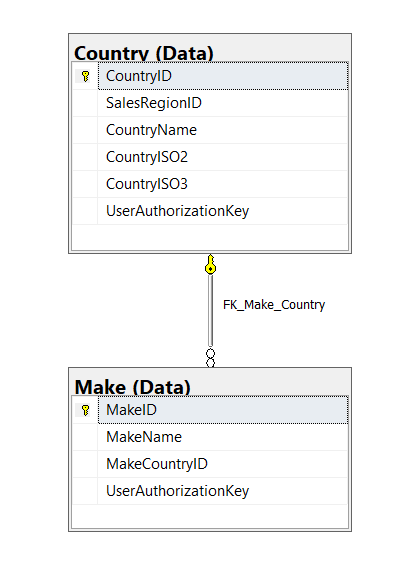 Country (Data)
CountryID
SalesRegionID
CountryName
CountryISO2
CountryISO3
UserAuthorizationKey
FK_Make_Country
Make (Data)
MakeID
MakeName
MakeCountryID
UserAuthorizationKey